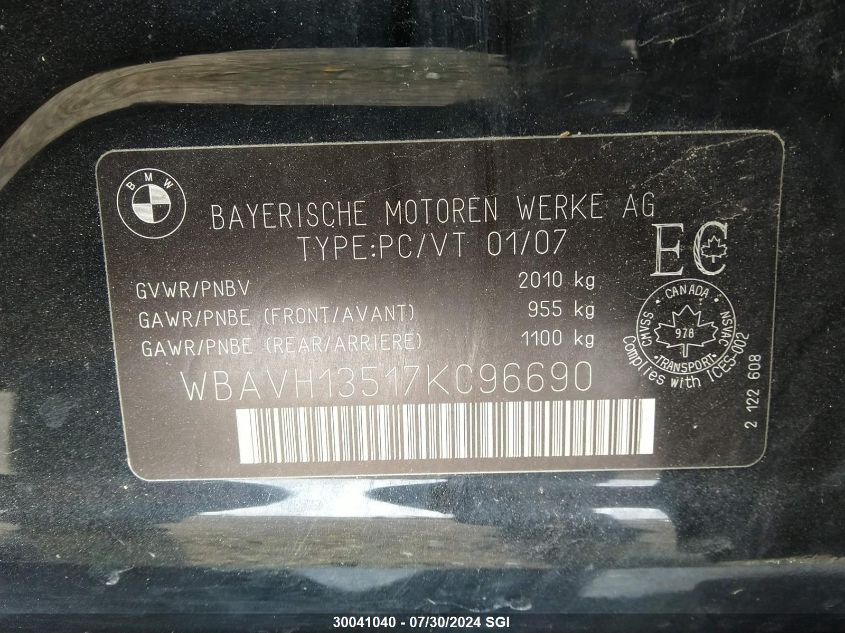 BMW
BAYERISCHE MOTOREN WERKE AG
TYPE:PC/VT 01/07
EC
GVWR/PNBV 2010 kg
GAWR/PNBE (FRONT/AVANT) 955 kg
GAWR/PNBE (REAR/ARRIERE) 1100 kg
CANADA
CMVSS 978 NSVAC
TRANSPORT
Complies with ICES-002
WBAVH13517KC96690
2 122 608
30041040 - 07/30/2024 SGI